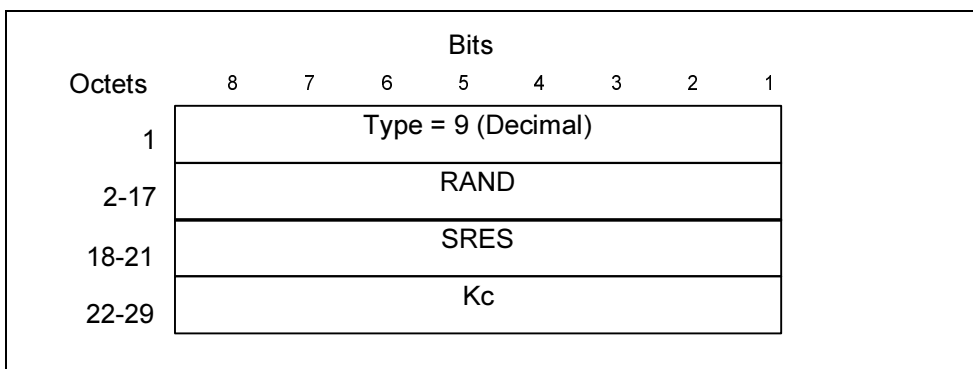 Bits
Octets 8 7 6 5 4 3 2 1
1 Type = 9 (Decimal)
2-17 RAND
18-21 SRES
22-29 Kc